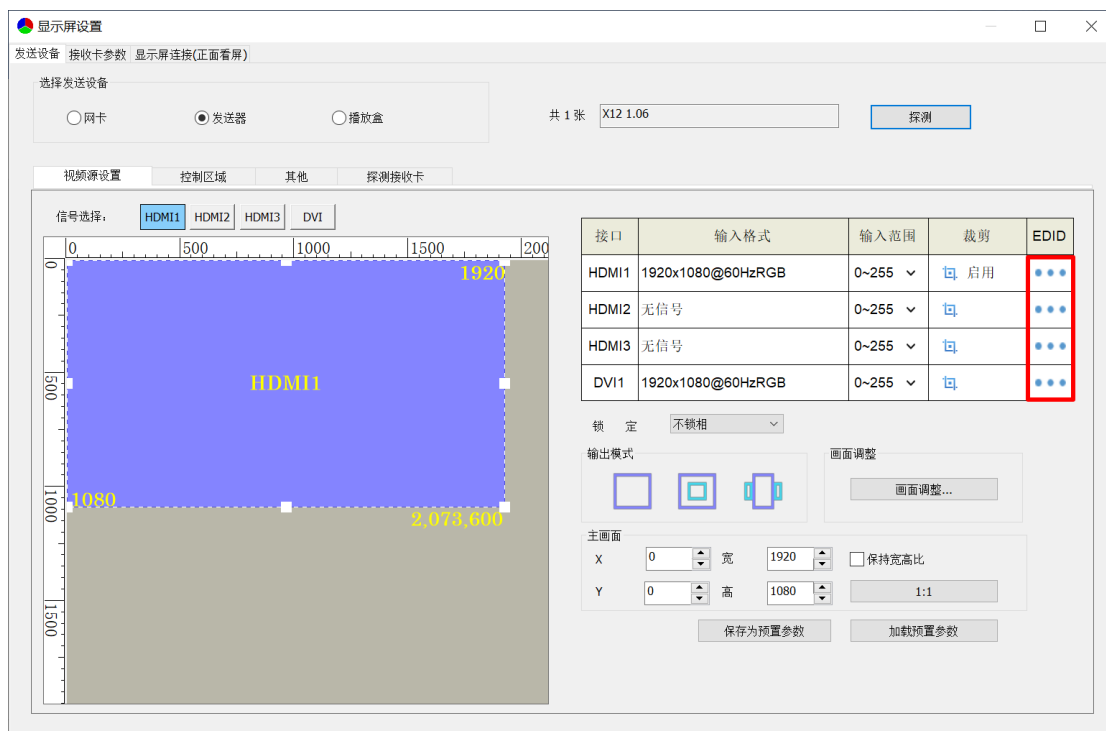 显示屏设置
发送设备 接收卡参数 显示屏连接(正面看屏)
选择发送设备
网卡 发送器 播放盒 共 1 张 X12 1.06 探测
视频源设置 控制区域 其他 探测接收卡
信号选择: HDMI1 HDMI2 HDMI3 DVI
0 500 1000 1500 200
0 500 1000 1500
1920
HDMI1
1080
2,073,600
接口 输入格式 输入范围 裁剪 EDID
HDMI1 1920x1080@60HzRGB 0~255 启用
HDMI2 无信号 0~255
HDMI3 无信号 0~255
DVI1 1920x1080@60HzRGB 0~255
锁 定 不锁相
输出模式 画面调整
画面调整...
主画面
X 0 宽 1920 保持宽高比
Y 0 高 1080 1:1
保存为预置参数 加载预置参数